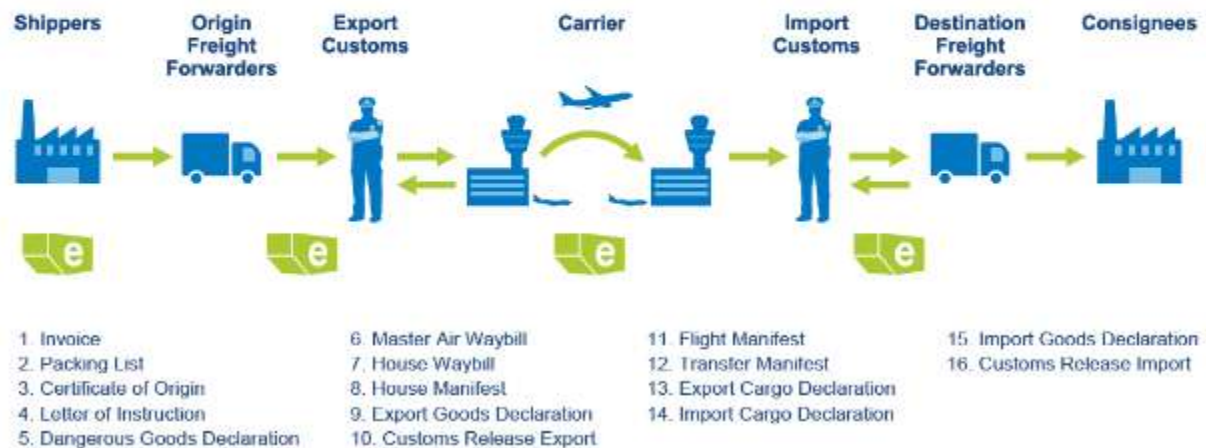 Shippers
Origin
Freight
Forwarders
Export
Customs
Carrier
Import
Customs
Destination
Freight
Forwarders
Consignees
e
e
e
e
1. Invoice
2. Packing List
3. Certificate of Origin
4. Letter of Instruction
5. Dangerous Goods Declaration
6. Master Air Waybill
7. House Waybill
8. House Manifest
9. Export Goods Declaration
10. Customs Release Export
11. Flight Manifest
12. Transfer Manifest
13. Export Cargo Declaration
14. Import Cargo Declaration
15. Import Goods Declaration
16. Customs Release Import